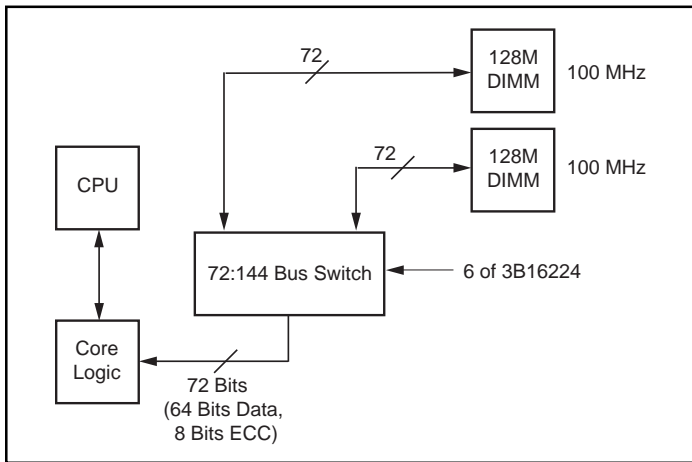 72
128M
DIMM
100 MHz
72
128M
DIMM
100 MHz
CPU
72:144 Bus Switch
6 of 3B16224
Core
Logic
72 Bits
(64 Bits Data,
8 Bits ECC)